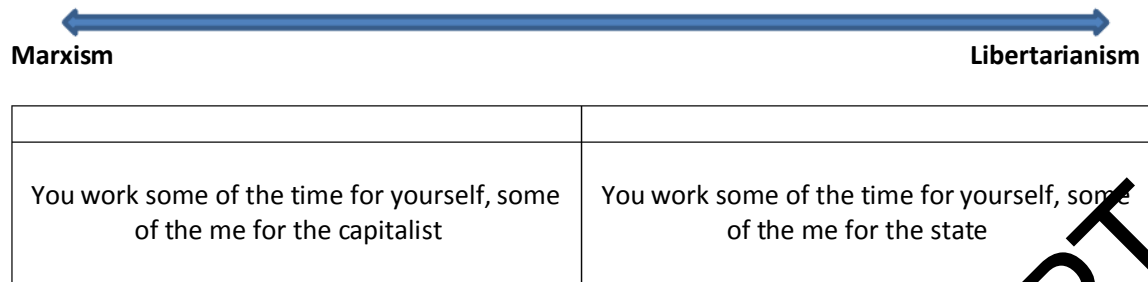 Marxism Libertarianism
You work some of the time for yourself, some You work some of the time for yourself, some
of the me for the capitalist of the me for the state
PT